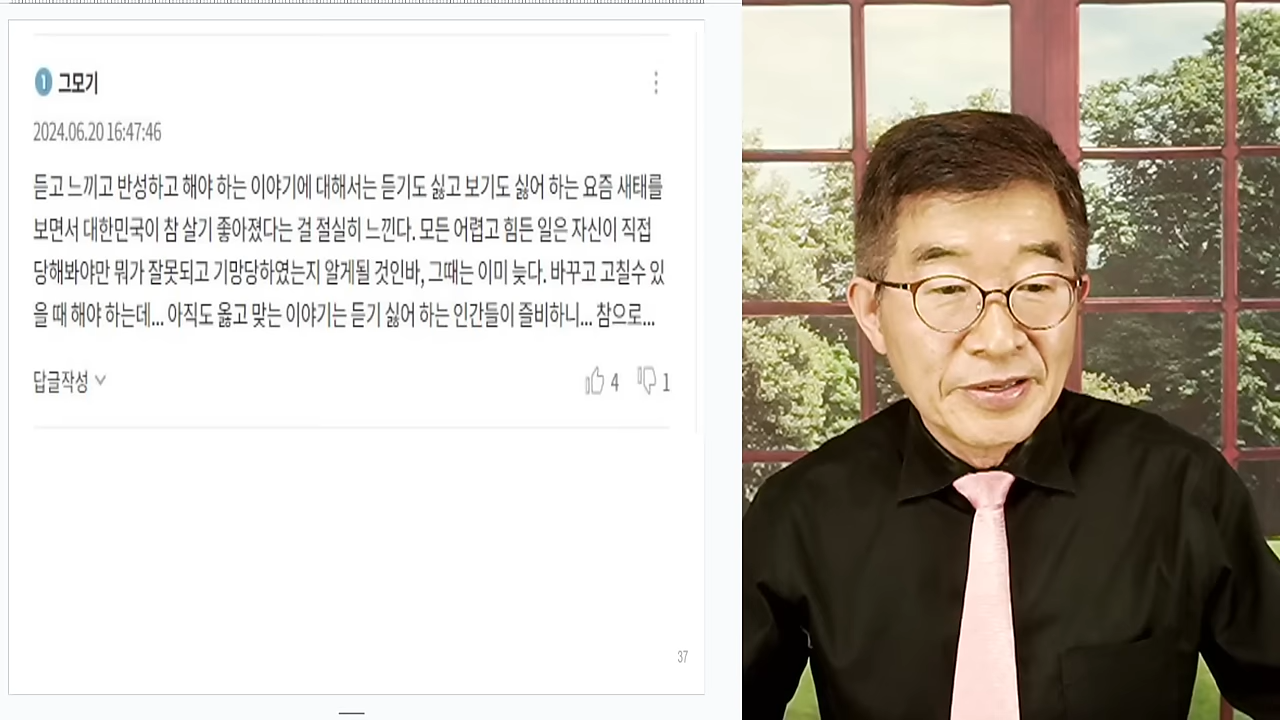 1 그모기
2024.06.20 16:47:46
듣고 느끼고 반성하고 해야 하는 이야기에 대해서는 듣기도 싫고 보기도 싫어 하는 요즘 새태를
보면서 대한민국이 참 살기 좋아졌다는 걸 절실히 느낀다. 모든 어렵고 힘든 일은 자신이 직접
당해봐야만 뭐가 잘못되고 기망당하였는지 알게될 것인바, 그때는 이미 늦다. 바꾸고 고칠수 있
을 때 해야 하는데... 아직도 옳고 맞는 이야기는 듣기 싫어 하는 인간들이 즐비하니... 참으로...
답글작성 4 1
37